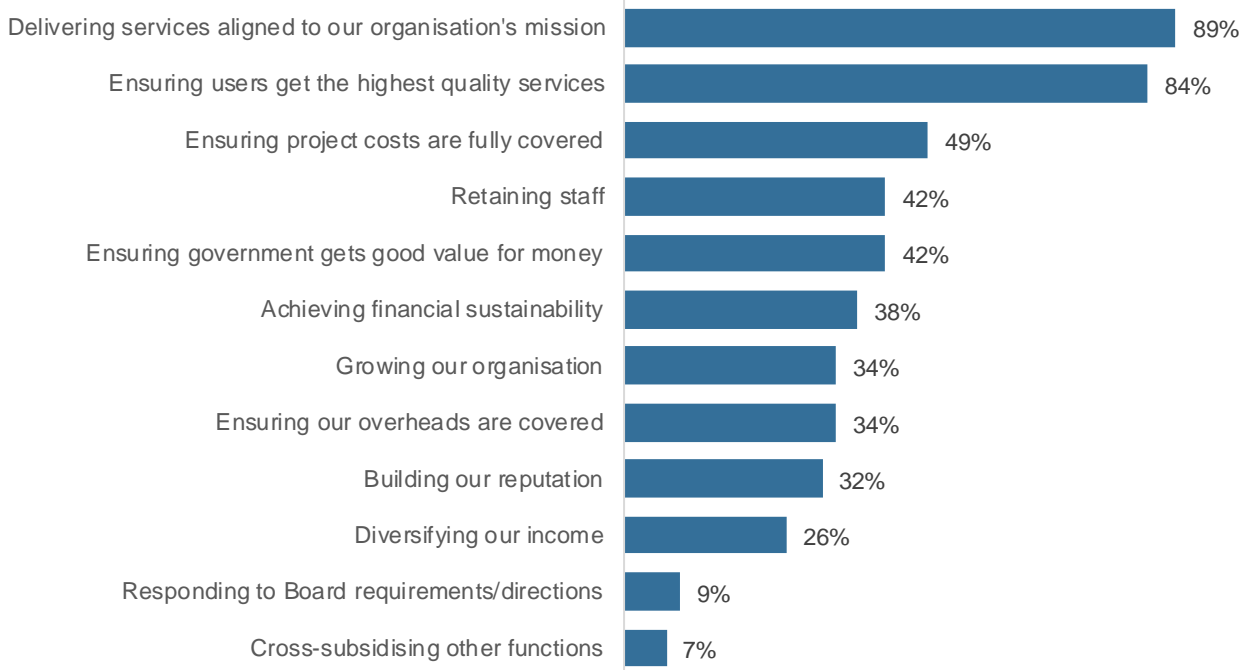 Delivering services aligned to our organisation's mission 89%
Ensuring users get the highest quality services 84%
Ensuring project costs are fully covered 49%
Retaining staff 42%
Ensuring government gets good value for money 42%
Achieving financial sustainability 38%
Growing our organisation 34%
Ensuring our overheads are covered 34%
Building our reputation 32%
Diversifying our income 26%
Responding to Board requirements/directions 9%
Cross-subsidising other functions 7%